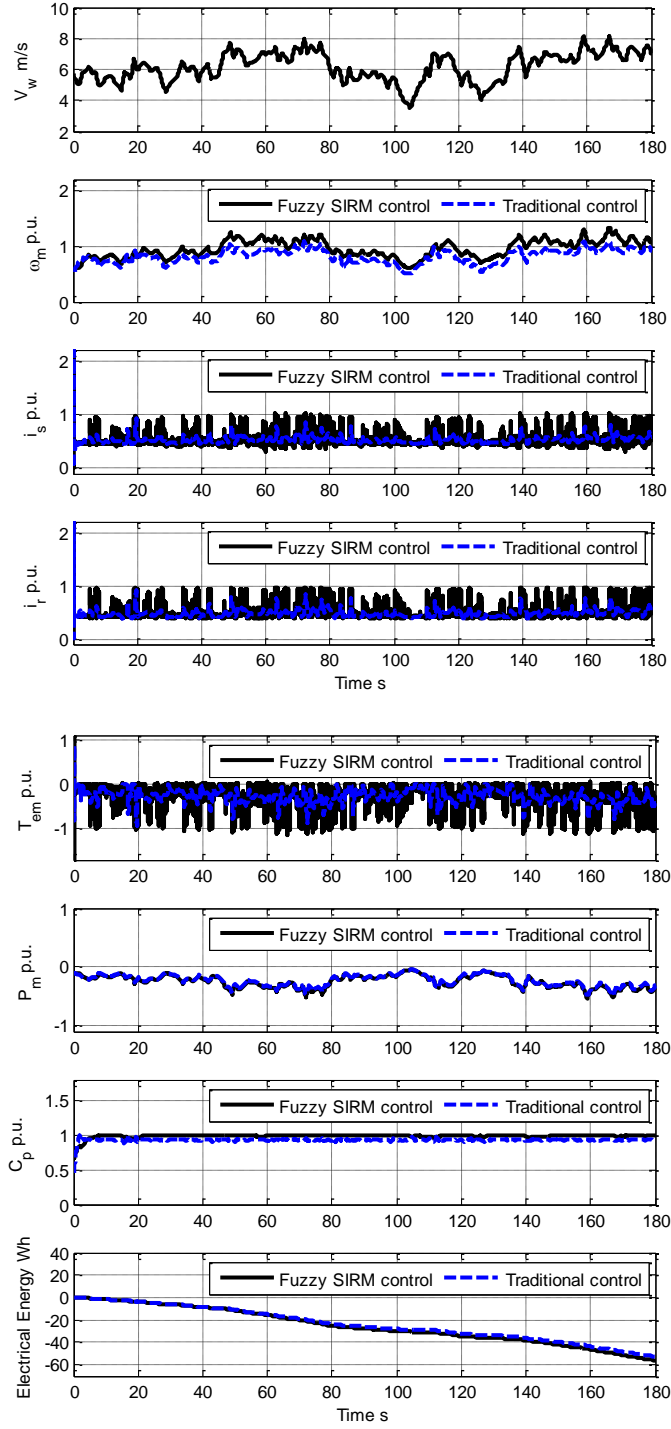 10
8
6
4
2
V_w m/s
0 20 40 60 80 100 120 140 160 180
2
1
0
ω_m p.u.
Fuzzy SIRM control Traditional control
0 20 40 60 80 100 120 140 160 180
2
1
0
i_s p.u.
Fuzzy SIRM control Traditional control
0 20 40 60 80 100 120 140 160 180
2
1
0
i_r p.u.
Fuzzy SIRM control Traditional control
0 20 40 60 80 100 120 140 160 180
Time s
1
0
-1
T_em p.u.
Fuzzy SIRM control Traditional control
0 20 40 60 80 100 120 140 160 180
1
0
-1
P_m p.u.
Fuzzy SIRM control Traditional control
0 20 40 60 80 100 120 140 160 180
1.5
1
0.5
0
C_p p.u.
Fuzzy SIRM control Traditional control
0 20 40 60 80 100 120 140 160 180
40
20
0
-20
-40
-60
Electrical Energy Wh
Fuzzy SIRM control Traditional control
0 20 40 60 80 100 120 140 160 180
Time s